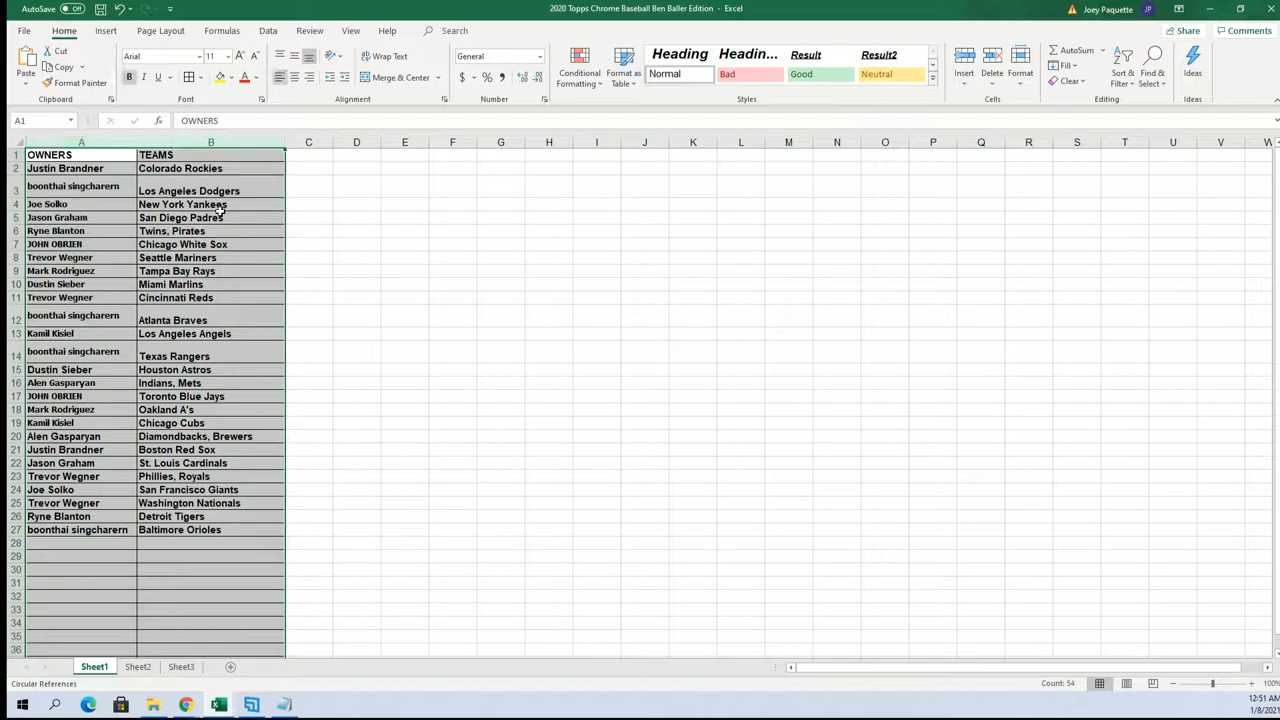 AutoSave Off 2020 Topps Chrome Baseball Ben Baller Edition - Excel Joey Paquette JP
File Home Insert Page Layout Formulas Data Review View Help Search Share Comments
Paste Cut Copy Format Painter Clipboard
Arial 11 B I U Font
Wrap Text Merge & Center Alignment
General $ % Number
Conditional Formatting Format as Table
Heading Headin... Result Result2
Normal Bad Good Neutral
Styles
Insert Delete Format Cells
AutoSum Fill Clear Sort & Filter Find & Select Editing
Ideas Ideas
A1 fx OWNERS
A B C D E F G H I J K L M N O P Q R S T U V W
1 OWNERS TEAMS
2 Justin Brandner Colorado Rockies
3 boonthai singcharern Los Angeles Dodgers
4 Joe Solko New York Yankees
5 Jason Graham San Diego Padres
6 Ryne Blanton Twins, Pirates
7 JOHN OBRIEN Chicago White Sox
8 Trevor Wegner Seattle Mariners
9 Mark Rodriguez Tampa Bay Rays
10 Dustin Sieber Miami Marlins
11 Trevor Wegner Cincinnati Reds
12 boonthai singcharern Atlanta Braves
13 Kamil Kisiel Los Angeles Angels
14 boonthai singcharern Texas Rangers
15 Dustin Sieber Houston Astros
16 Alen Gasparyan Indians, Mets
17 JOHN OBRIEN Toronto Blue Jays
18 Mark Rodriguez Oakland A's
19 Kamil Kisiel Chicago Cubs
20 Alen Gasparyan Diamondbacks, Brewers
21 Justin Brandner Boston Red Sox
22 Jason Graham St. Louis Cardinals
23 Trevor Wegner Phillies, Royals
24 Joe Solko San Francisco Giants
25 Trevor Wegner Washington Nationals
26 Ryne Blanton Detroit Tigers
27 boonthai singcharern Baltimore Orioles
28
29
30
31
32
33
34
35
36
Sheet1 Sheet2 Sheet3
Circular References Count: 54 100%
12:51 AM
1/8/2021